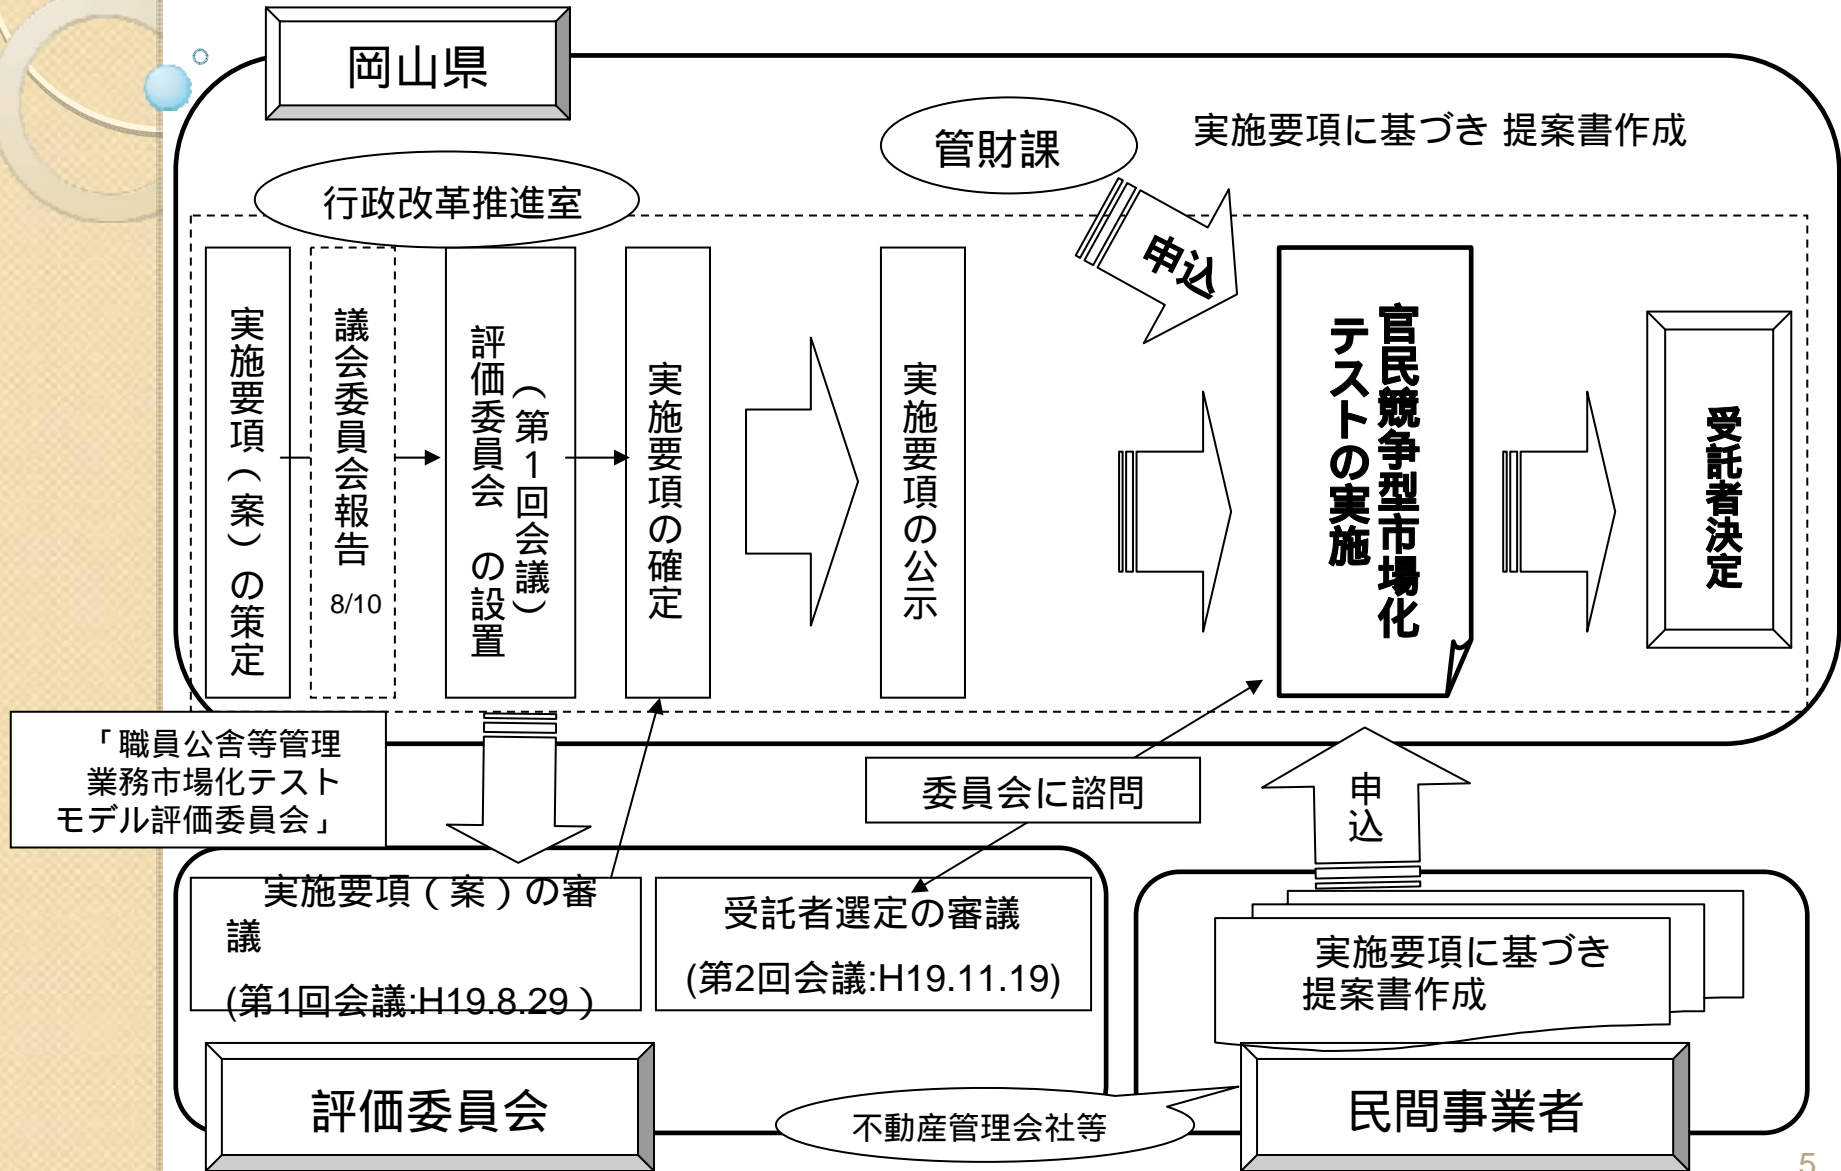 岡山県
管財課
実施要項に基づき 提案書作成
行政改革推進室
申込
実施要項(案)の策定
議会委員会報告
8/10
評価委員会 の設置
(第1回会議)
実施要項の確定
実施要項の公示
官民競争型市場化
テストの実施
受託者決定
「職員公舎等管理
業務市場化テスト
モデル評価委員会」
委員会に諮問
申込
実施要項(案)の審
議
(第1回会議:H19.8.29)
受託者選定の審議
(第2回会議:H19.11.19)
実施要項に基づき
提案書作成
評価委員会
不動産管理会社等
民間事業者
5